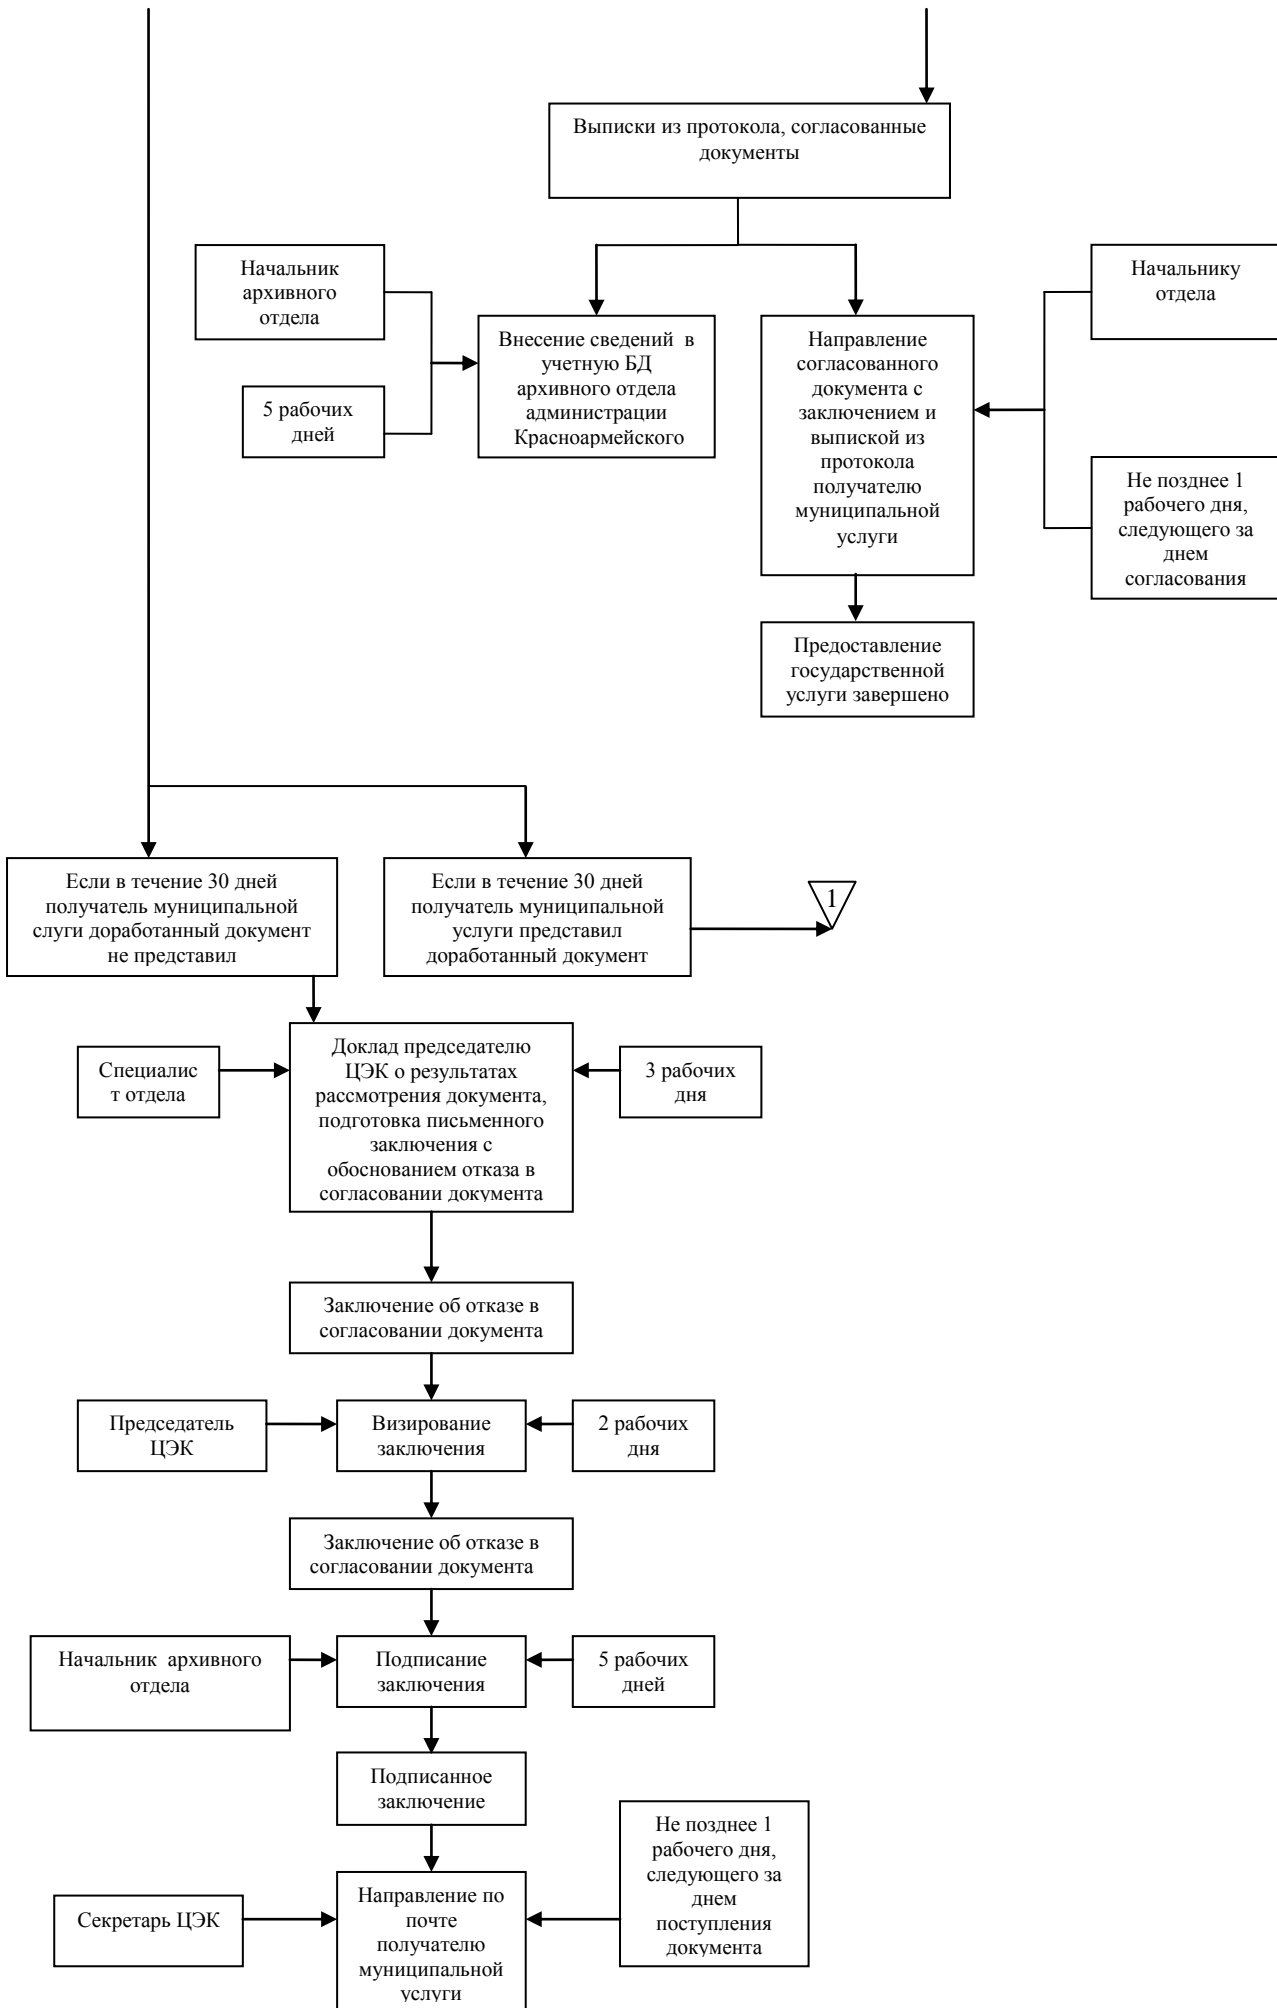 Выписки из протокола, согласованные
документы
Начальник
архивного
отдела
5 рабочих
дней
Внесение сведений в
учетную БД
архивного отдела
администрации
Красноармейского
Направление
согласованного
документа с
заключением и
выпиской из
протокола
получателю
муниципальной
услуги
Начальнику
отдела
Не позднее 1
рабочего дня,
следующего за
днем
согласования
Предоставление
государственной
услуги завершено
Если в течение 30 дней
получатель муниципальной
слуги доработанный документ
не представил
Если в течение 30 дней
получатель муниципальной
услуги представил
доработанный документ
1
Специалис
т отдела
Доклад председателю
ЦЭК о результатах
рассмотрения документа,
подготовка письменного
заключения с
обоснованием отказа в
согласовании документа
3 рабочих
дня
Заключение об отказе в
согласовании документа
Председатель
ЦЭК
Визирование
заключения
2 рабочих
дня
Заключение об отказе в
согласовании документа
Начальник архивного
отдела
Подписание
заключения
5 рабочих
дней
Подписанное
заключение
Секретарь ЦЭК
Направление по
почте
получателю
муниципальной
услуги
Не позднее 1
рабочего дня,
следующего за
днем
поступления
документа